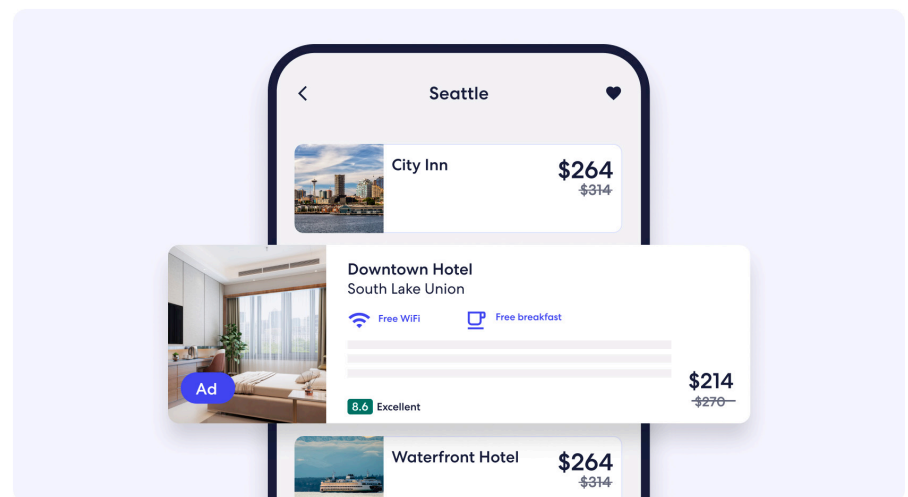 Seattle
City Inn
$264
$314
Downtown Hotel
South Lake Union
Free WiFi
Free breakfast
$214
$270
Ad
8.6 Excellent
Waterfront Hotel
$264
$314